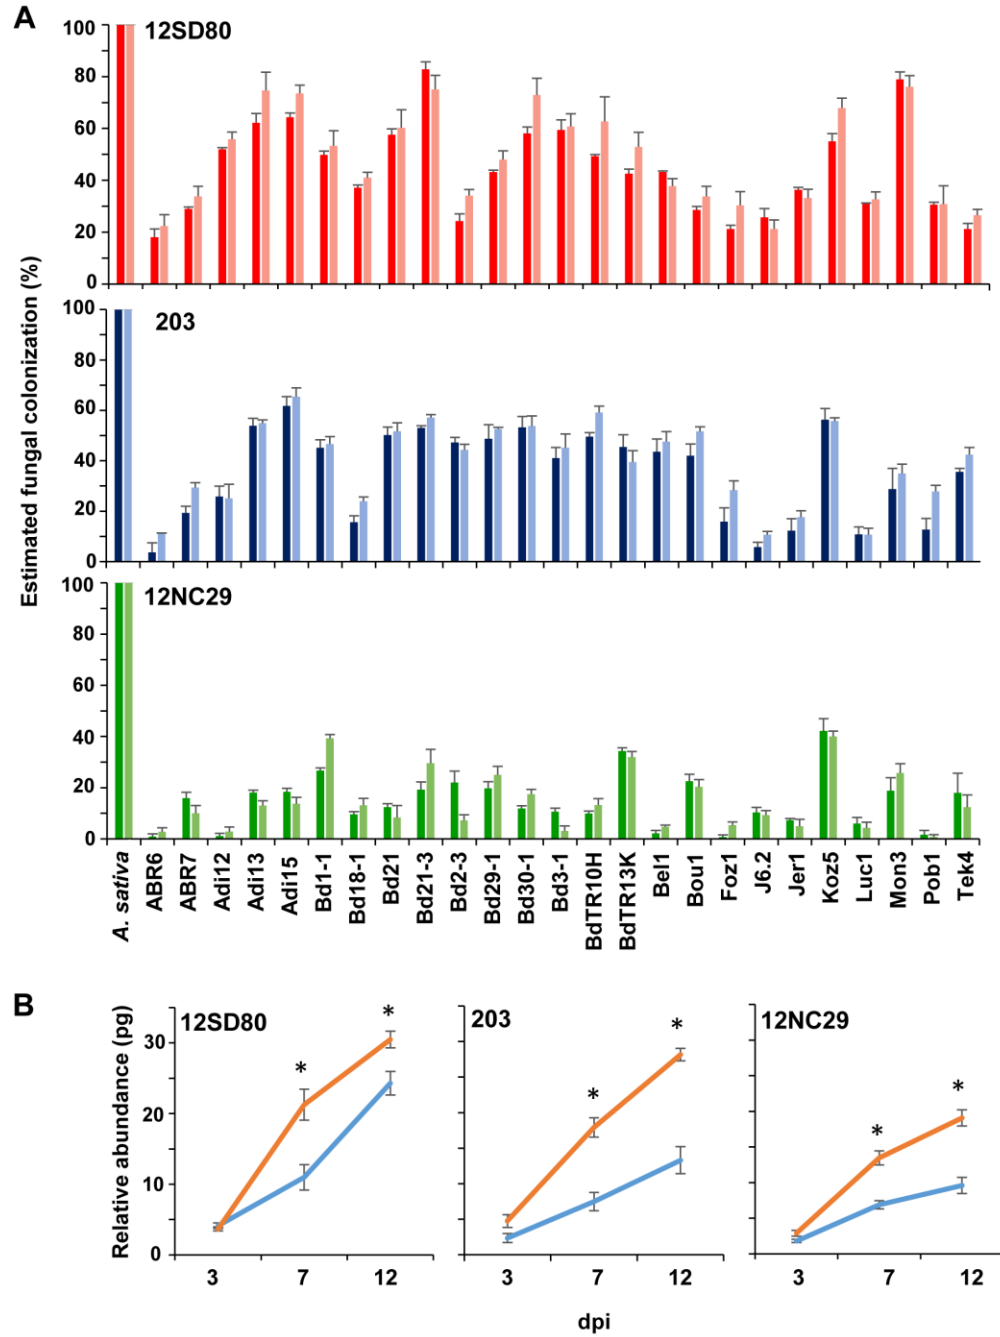 A
12SD80
100
80
60
40
20
0
203
100
80
60
40
20
0
12NC29
100
80
60
40
20
0
Estimated fungal colonization (%)
A. sativa
ABR6
ABR7
Adi12
Adi13
Adi15
Bd1-1
Bd18-1
Bd21
Bd21-3
Bd2-3
Bd29-1
Bd30-1
Bd3-1
BdTR10H
BdTR13K
Bel1
Bou1
Foz1
J6.2
Jer1
Koz5
Luc1
Mon3
Pob1
Tek4
B
Relative abundance (pg)
12SD80
203
12NC29
30
20
10
0
* *
* *
* *
3 7 12
3 7 12
3 7 12
dpi